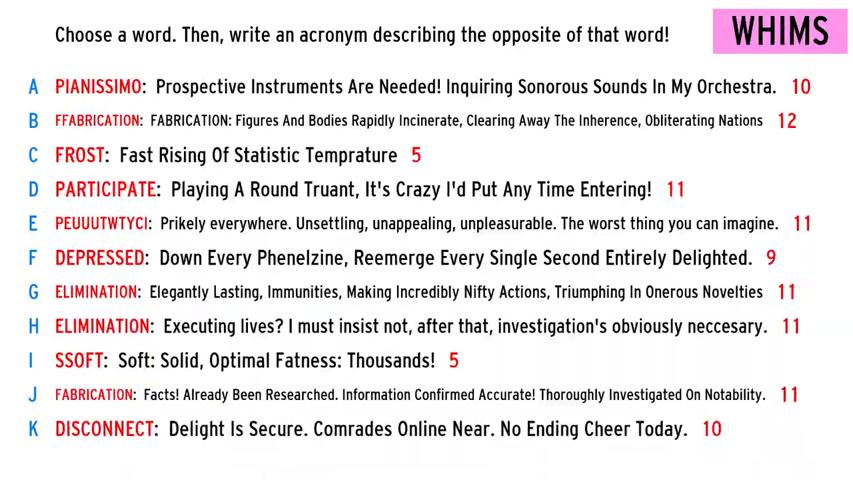 Choose a word. Then, write an acronym describing the opposite of that word!
WHIMS
A PIANISSIMO: Prospective Instruments Are Needed! Inquiring Sonorous Sounds In My Orchestra. 10
B FFABRICATION: FABRICATION: Figures And Bodies Rapidly Incinerate, Clearing Away The Inherence, Obliterating Nations 12
C FROST: Fast Rising Of Statistic Temprature 5
D PARTICIPATE: Playing A Round Truant, It's Crazy I'd Put Any Time Entering! 11
E PEUUUTWTYCI: Prikely everywhere. Unsettling, unappealing, unpleasurable. The worst thing you can imagine. 11
F DEPRESSED: Down Every Phenelzine, Reemerge Every Single Second Entirely Delighted. 9
G ELIMINATION: Elegantly Lasting, Immunities, Making Incredibly Nifty Actions, Triumphing In Onerous Novelties 11
H ELIMINATION: Executing lives? I must insist not, after that, investigation's obviously neccesary. 11
I SSOFT: Soft: Solid, Optimal Fatness: Thousands! 5
J FABRICATION: Facts! Already Been Researched. Information Confirmed Accurate! Thoroughly Investigated On Notability. 11
K DISCONNECT: Delight Is Secure. Comrades Online Near. No Ending Cheer Today. 10